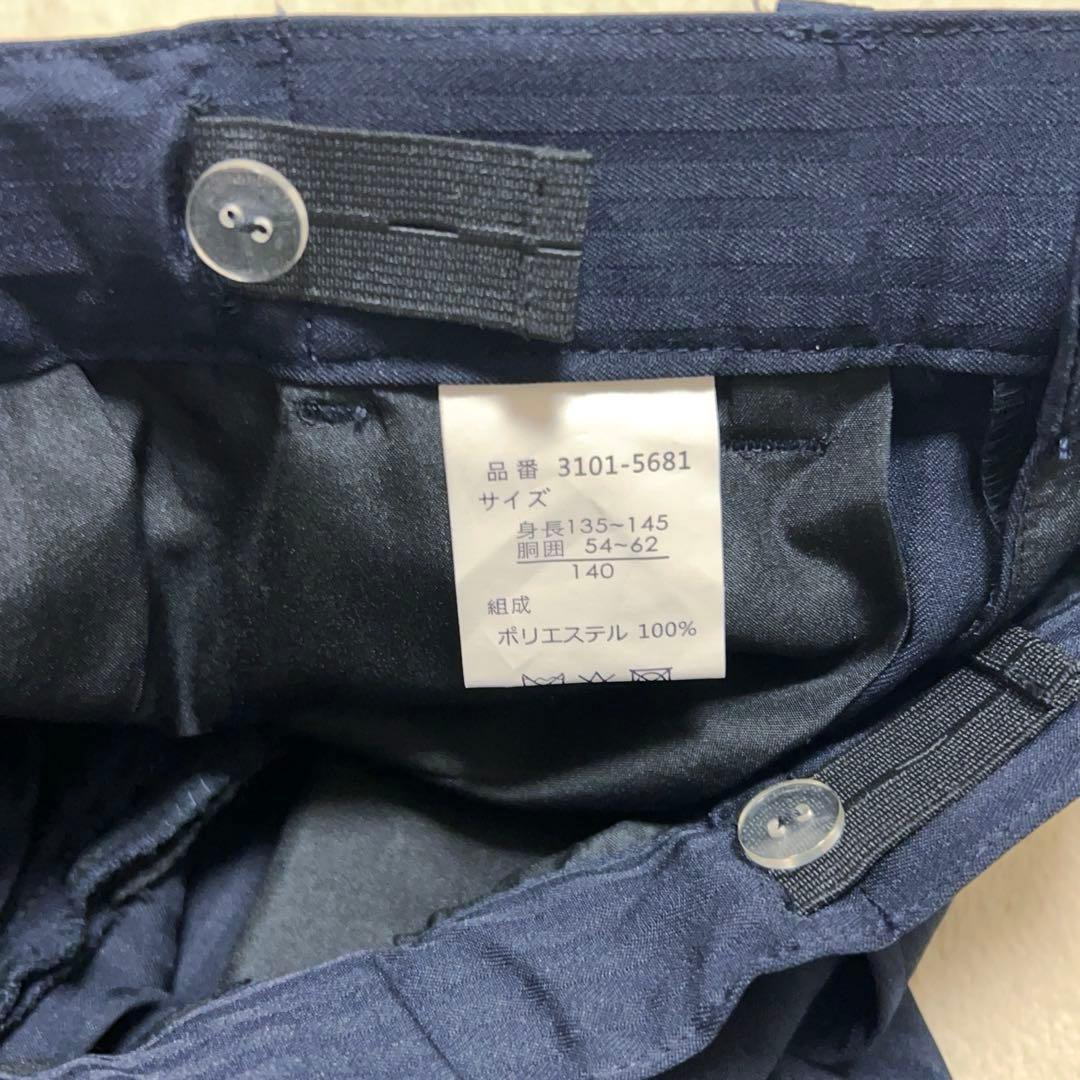 品番 3101-5681
サイズ
身長135~145
胴囲 54~62
140
組成
ポリエステル 100%